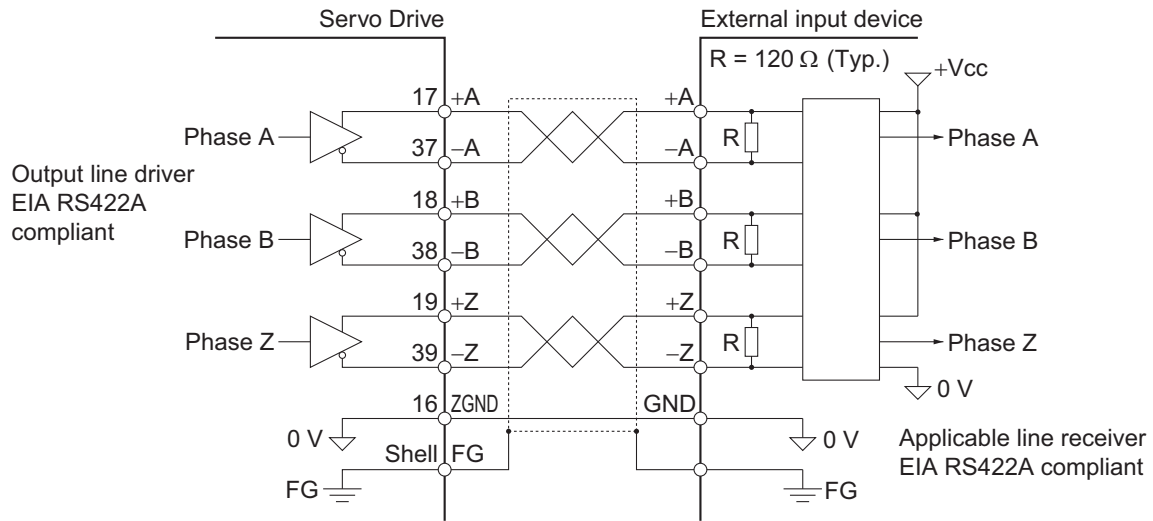 Servo Drive
External input device
R = 120 Ω (Typ.)
+Vcc
17 +A
+A
Phase A
R
Phase A
37 –A
–A
Output line driver
EIA RS422A
compliant
18 +B
+B
Phase B
R
Phase B
38 –B
–B
19 +Z
+Z
Phase Z
R
Phase Z
39 –Z
–Z
0 V
16 ZGND
GND
0 V
0 V
Shell FG
FG
FG
Applicable line receiver
EIA RS422A compliant